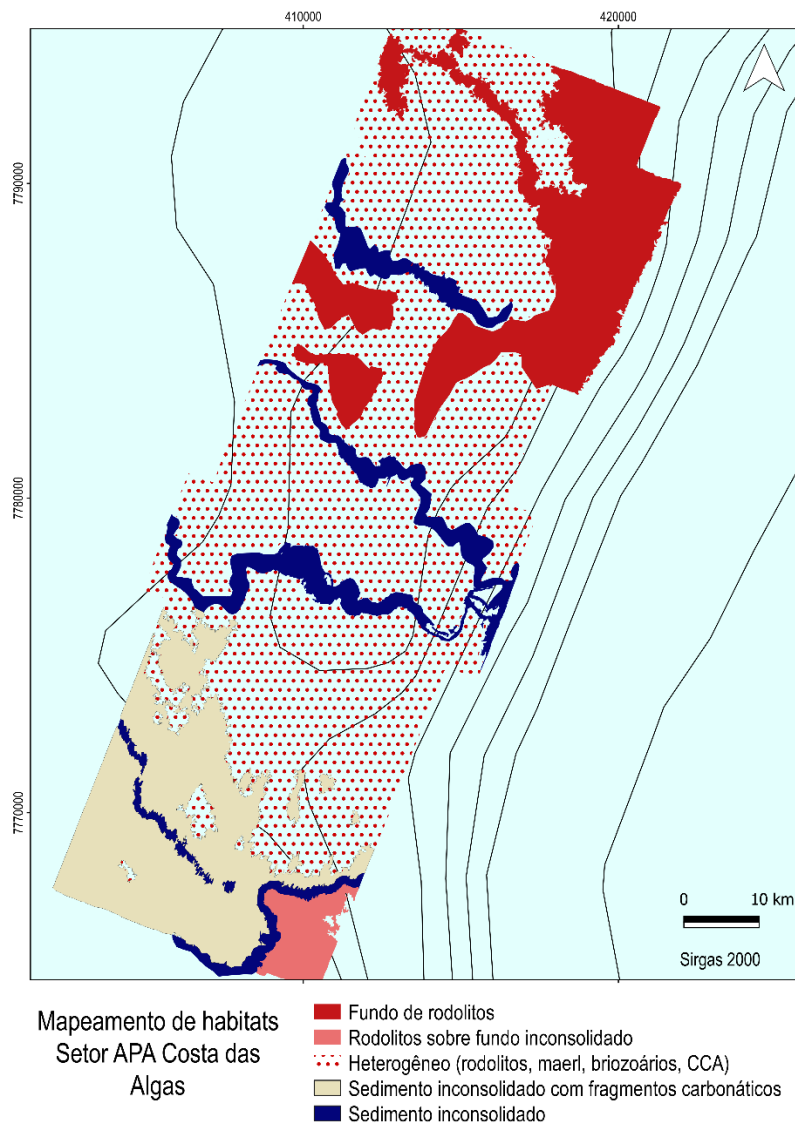 410000
420000
7790000
7780000
7770000
0 10 km
Sirgas 2000
Mapeamento de habitats
Setor APA Costa das
Algas
Fundo de rodolitos
Rodolitos sobre fundo inconsolidado
Heterogêneo (rodolitos, maerl, briozoários, CCA)
Sedimento inconsolidado com fragmentos carbonáticos
Sedimento inconsolidado